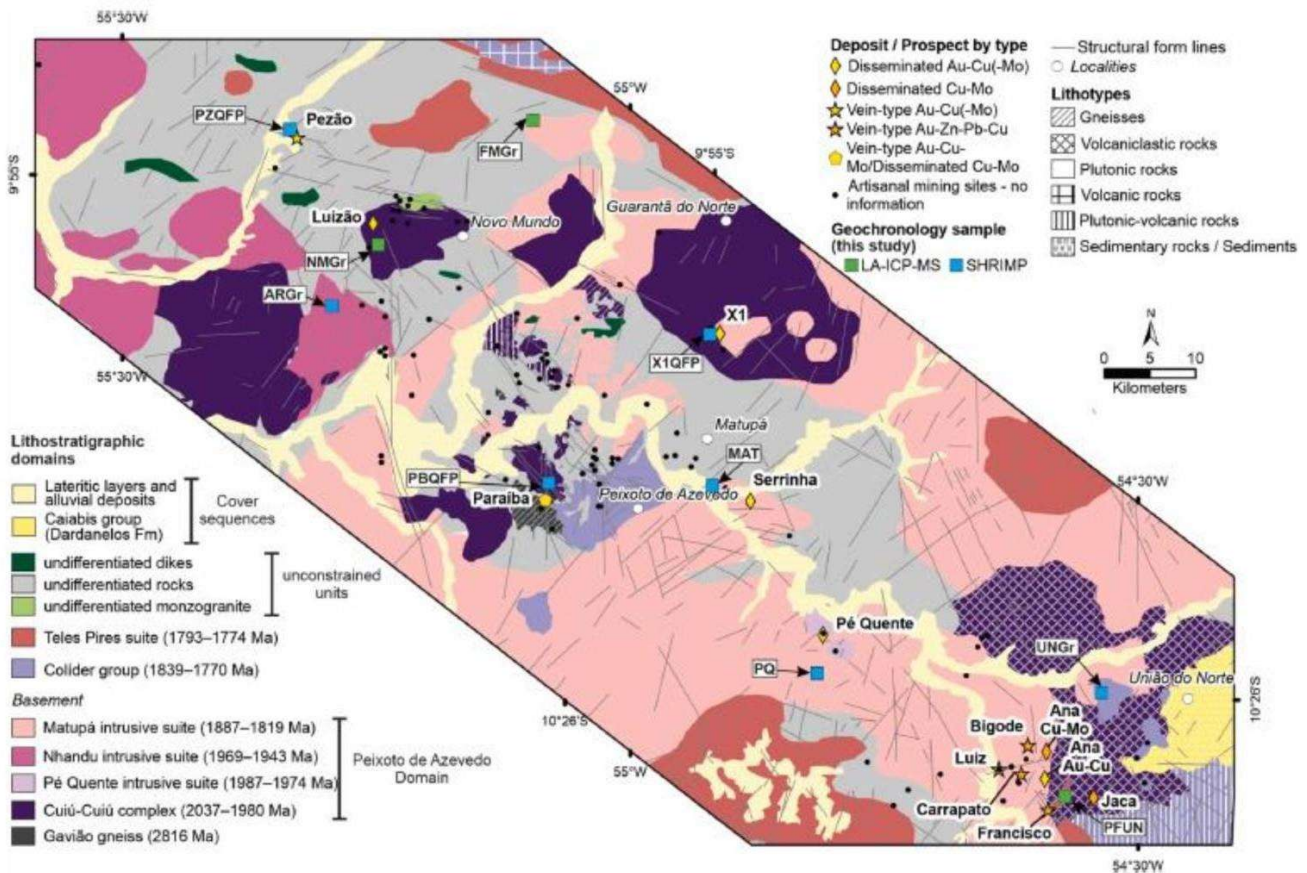 55°30'W
55°W
9°55'S
9°55'S
PZQFP
Pezão
FMGr
Luizão
Novo Mundo
Guarantã do Norte
NMGr
ARGr
X1
X1QFP
55°30'W
Matupá
MAT
PBQFP
Paraíba
Peixoto de Azevedo
Serrinha
54°30'W
Pé Quente
PQ
UNGr
União do Norte
10°26'S
10°26'S
55°W
Bigode
Ana
Cu-Mo
Luiz
Ana
Au-Cu
Carrapato
Jaca
Francisco
PFUN
54°30'W
Deposit / Prospect by type
Disseminated Au-Cu(-Mo)
Disseminated Cu-Mo
Vein-type Au-Cu(-Mo)
Vein-type Au-Zn-Pb-Cu
Vein-type Au-Cu-
Mo/Disseminated Cu-Mo
Artisanal mining sites - no
information
Geochronology sample
(this study)
LA-ICP-MS SHRIMP
Structural form lines
Localities
Lithotypes
Gneisses
Volcaniclastic rocks
Plutonic rocks
Volcanic rocks
Plutonic-volcanic rocks
Sedimentary rocks / Sediments
N
0 5 10
Kilometers
Lithostratigraphic
domains
Lateritic layers and
alluvial deposits
Caiabis group
(Dardanelos Fm)
Cover
sequences
undifferentiated dikes
undifferentiated rocks
undifferentiated monzogranite
unconstrained
units
Teles Pires suite (1793–1774 Ma)
Colíder group (1839–1770 Ma)
Basement
Matupá intrusive suite (1887–1819 Ma)
Nhandu intrusive suite (1969–1943 Ma)
Pé Quente intrusive suite (1987–1974 Ma)
Cuiú-Cuiú complex (2037–1980 Ma)
Gavião gneiss (2816 Ma)
Peixoto de Azevedo
Domain